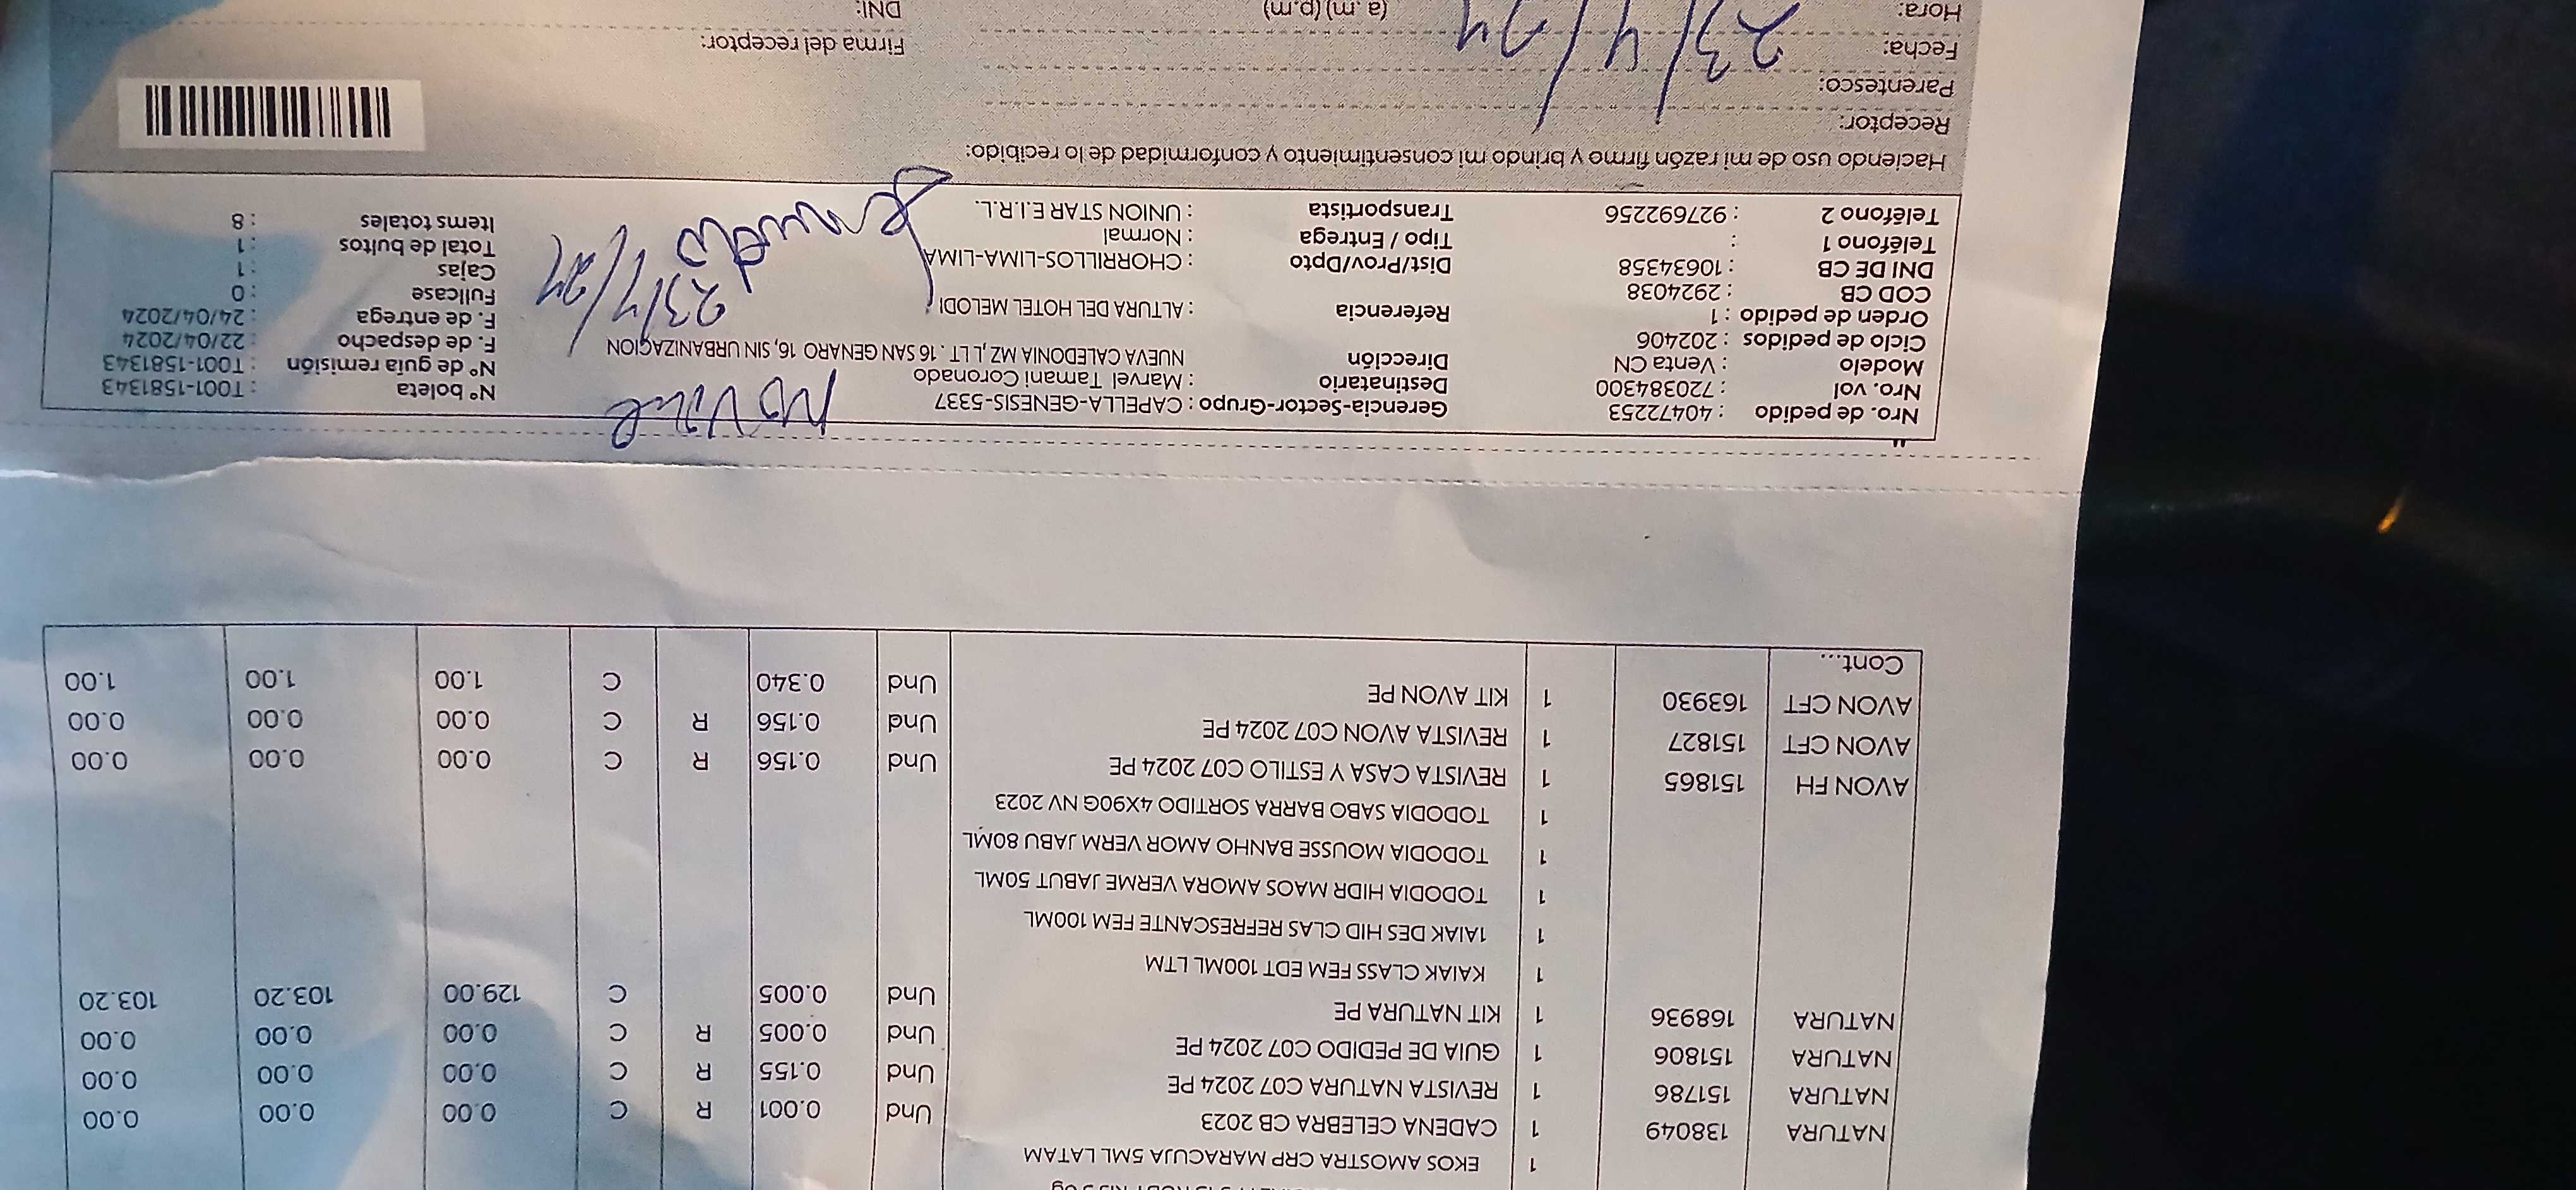 EKOS AMOSTRA CRP MARACUJA 5ML LATAM 1
NATURA 138049 1 CADENA CELEBRA CB 2023 Und 0.001 R C 0.00 0.00 0.00
NATURA 151786 1 REVISTA NATURA C07 2024 PE Und 0.155 R C 0.00 0.00 0.00
NATURA 151806 1 GUIA DE PEDIDO C07 2024 PE Und 0.005 R C 0.00 0.00 0.00
NATURA 168936 1 KIT NATURA PE Und 0.005 C 129.00 103.20 103.20
1 KAIAK CLASS FEM EDT 100ML LTM
1 1AIAK DES HID CLAS REFRESCANTE FEM 100ML
1 TODODIA HIDR MAOS AMORA VERME JABUT 50ML
1 TODODIA MOUSSE BANHO AMOR VERM JABU 80ML
1 TODODIA SABO BARRA SORTIDO 4X90G NV 2023
AVON FH 151865 1 REVISTA CASA Y ESTILO C07 2024 PE Und 0.156 R C 0.00 0.00 0.00
AVON CFT 151827 1 REVISTA AVON C07 2024 PE Und 0.156 R C 0.00 0.00 0.00
AVON CFT 163930 1 KIT AVON PE Und 0.340 C 1.00 1.00 1.00
Cont...
Nro. de pedido : 40472253 Gerencia-Sector-Grupo : CAPELLA-GENESIS-5337 N° boleta : T001-1581343
Nro. vol : 720384300 Destinatario : Marvel Tamani Coronado N° de guía remisión : T001-1581343
Modelo : Venta CN Dirección NUEVA CALEDONIA MZ, L LT . 16 SAN GENARO 16, SIN URBANIZACION F. de despacho : 22/04/2024
Ciclo de pedidos : 202406 F. de entrega : 24/04/2024
Orden de pedido : 1 Referencia : ALTURA DEL HOTEL MELODI Fullcase : 0
COD CB : 2924038 Cajas : 1
DNI DE CB : 10634358 Dist/Prov/Dpto : CHORRILLOS-LIMA-LIMA Total de bultos : 1
Teléfono 1 : Tipo / Entrega : Normal Items totales : 8
Teléfono 2 : 927692256 Transportista : UNION STAR E.I.R.L.
23/4/24
Haciendo uso de mi razón firmo y brindo mi consentimiento y conformidad de lo recibido:
Receptor:
Parentesco:
Fecha: 23/4/24 Firma del receptor:
Hora: (a .m) (p.m) DNI: